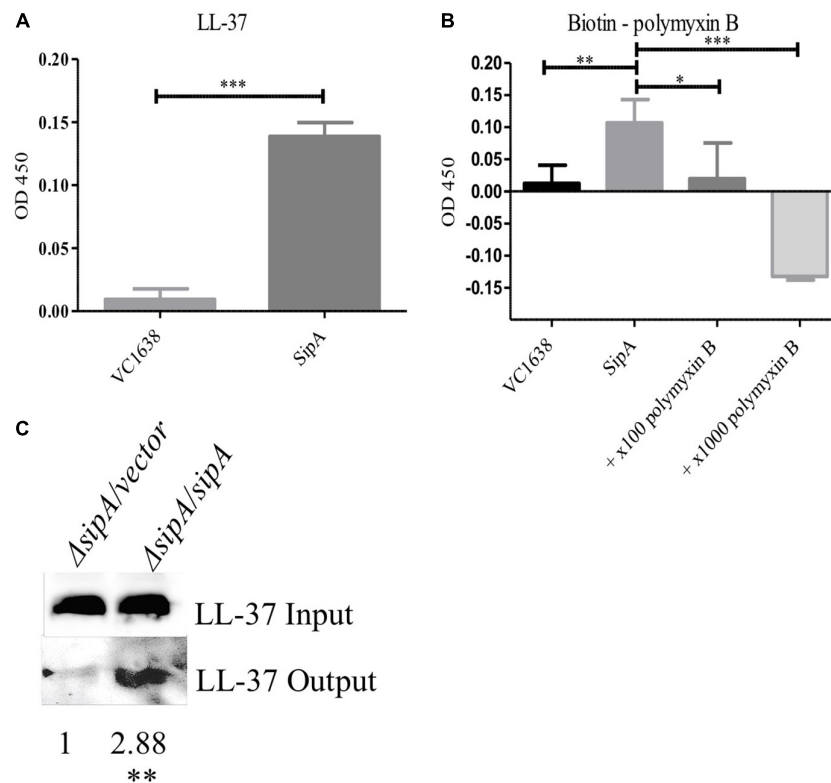 A
LL-37
***
OD 450
0.20
0.15
0.10
0.05
0.00
VC1638
SipA
B
Biotin - polymyxin B
***
**
*
OD 450
0.20
0.15
0.10
0.05
0.00
-0.05
-0.10
-0.15
VC1638
SipA
+ x100 polymyxin B
+ x1000 polymyxin B
C
ΔsipA/vector
ΔsipA/sipA
LL-37 Input
LL-37 Output
1 2.88
**